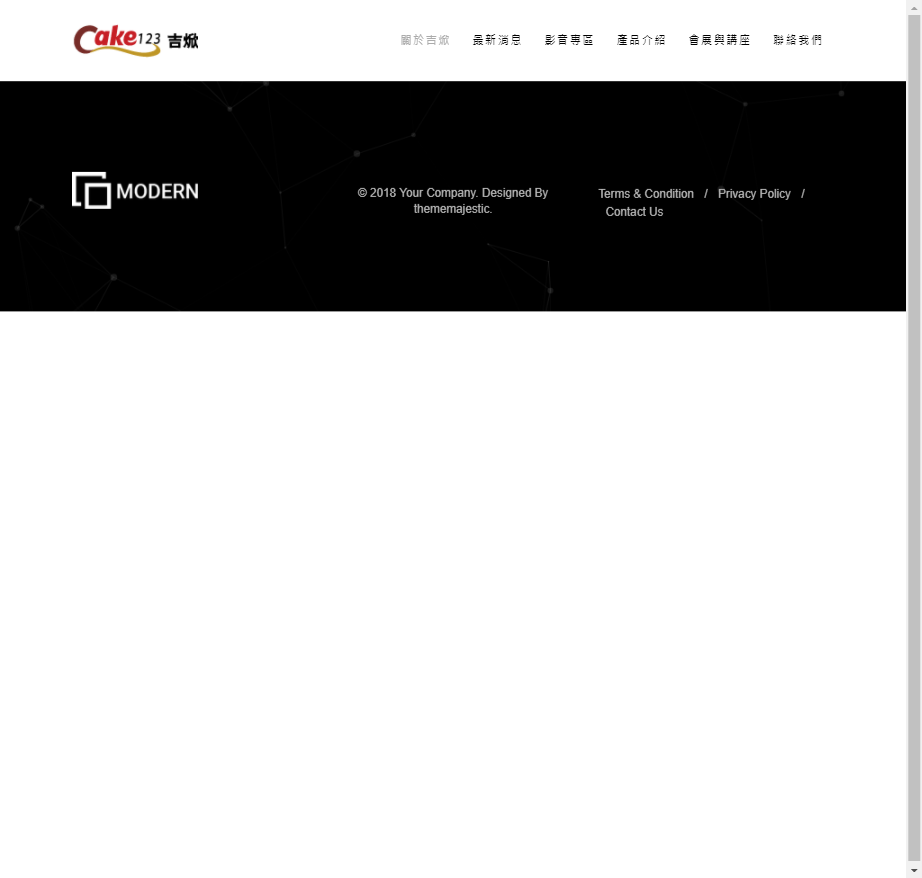 Cake123 吉焮
關於吉焮 最新消息 影音專區 產品介紹 會展與講座 聯絡我們
MODERN
© 2018 Your Company. Designed By
thememajestic.
Terms & Condition / Privacy Policy /
Contact Us